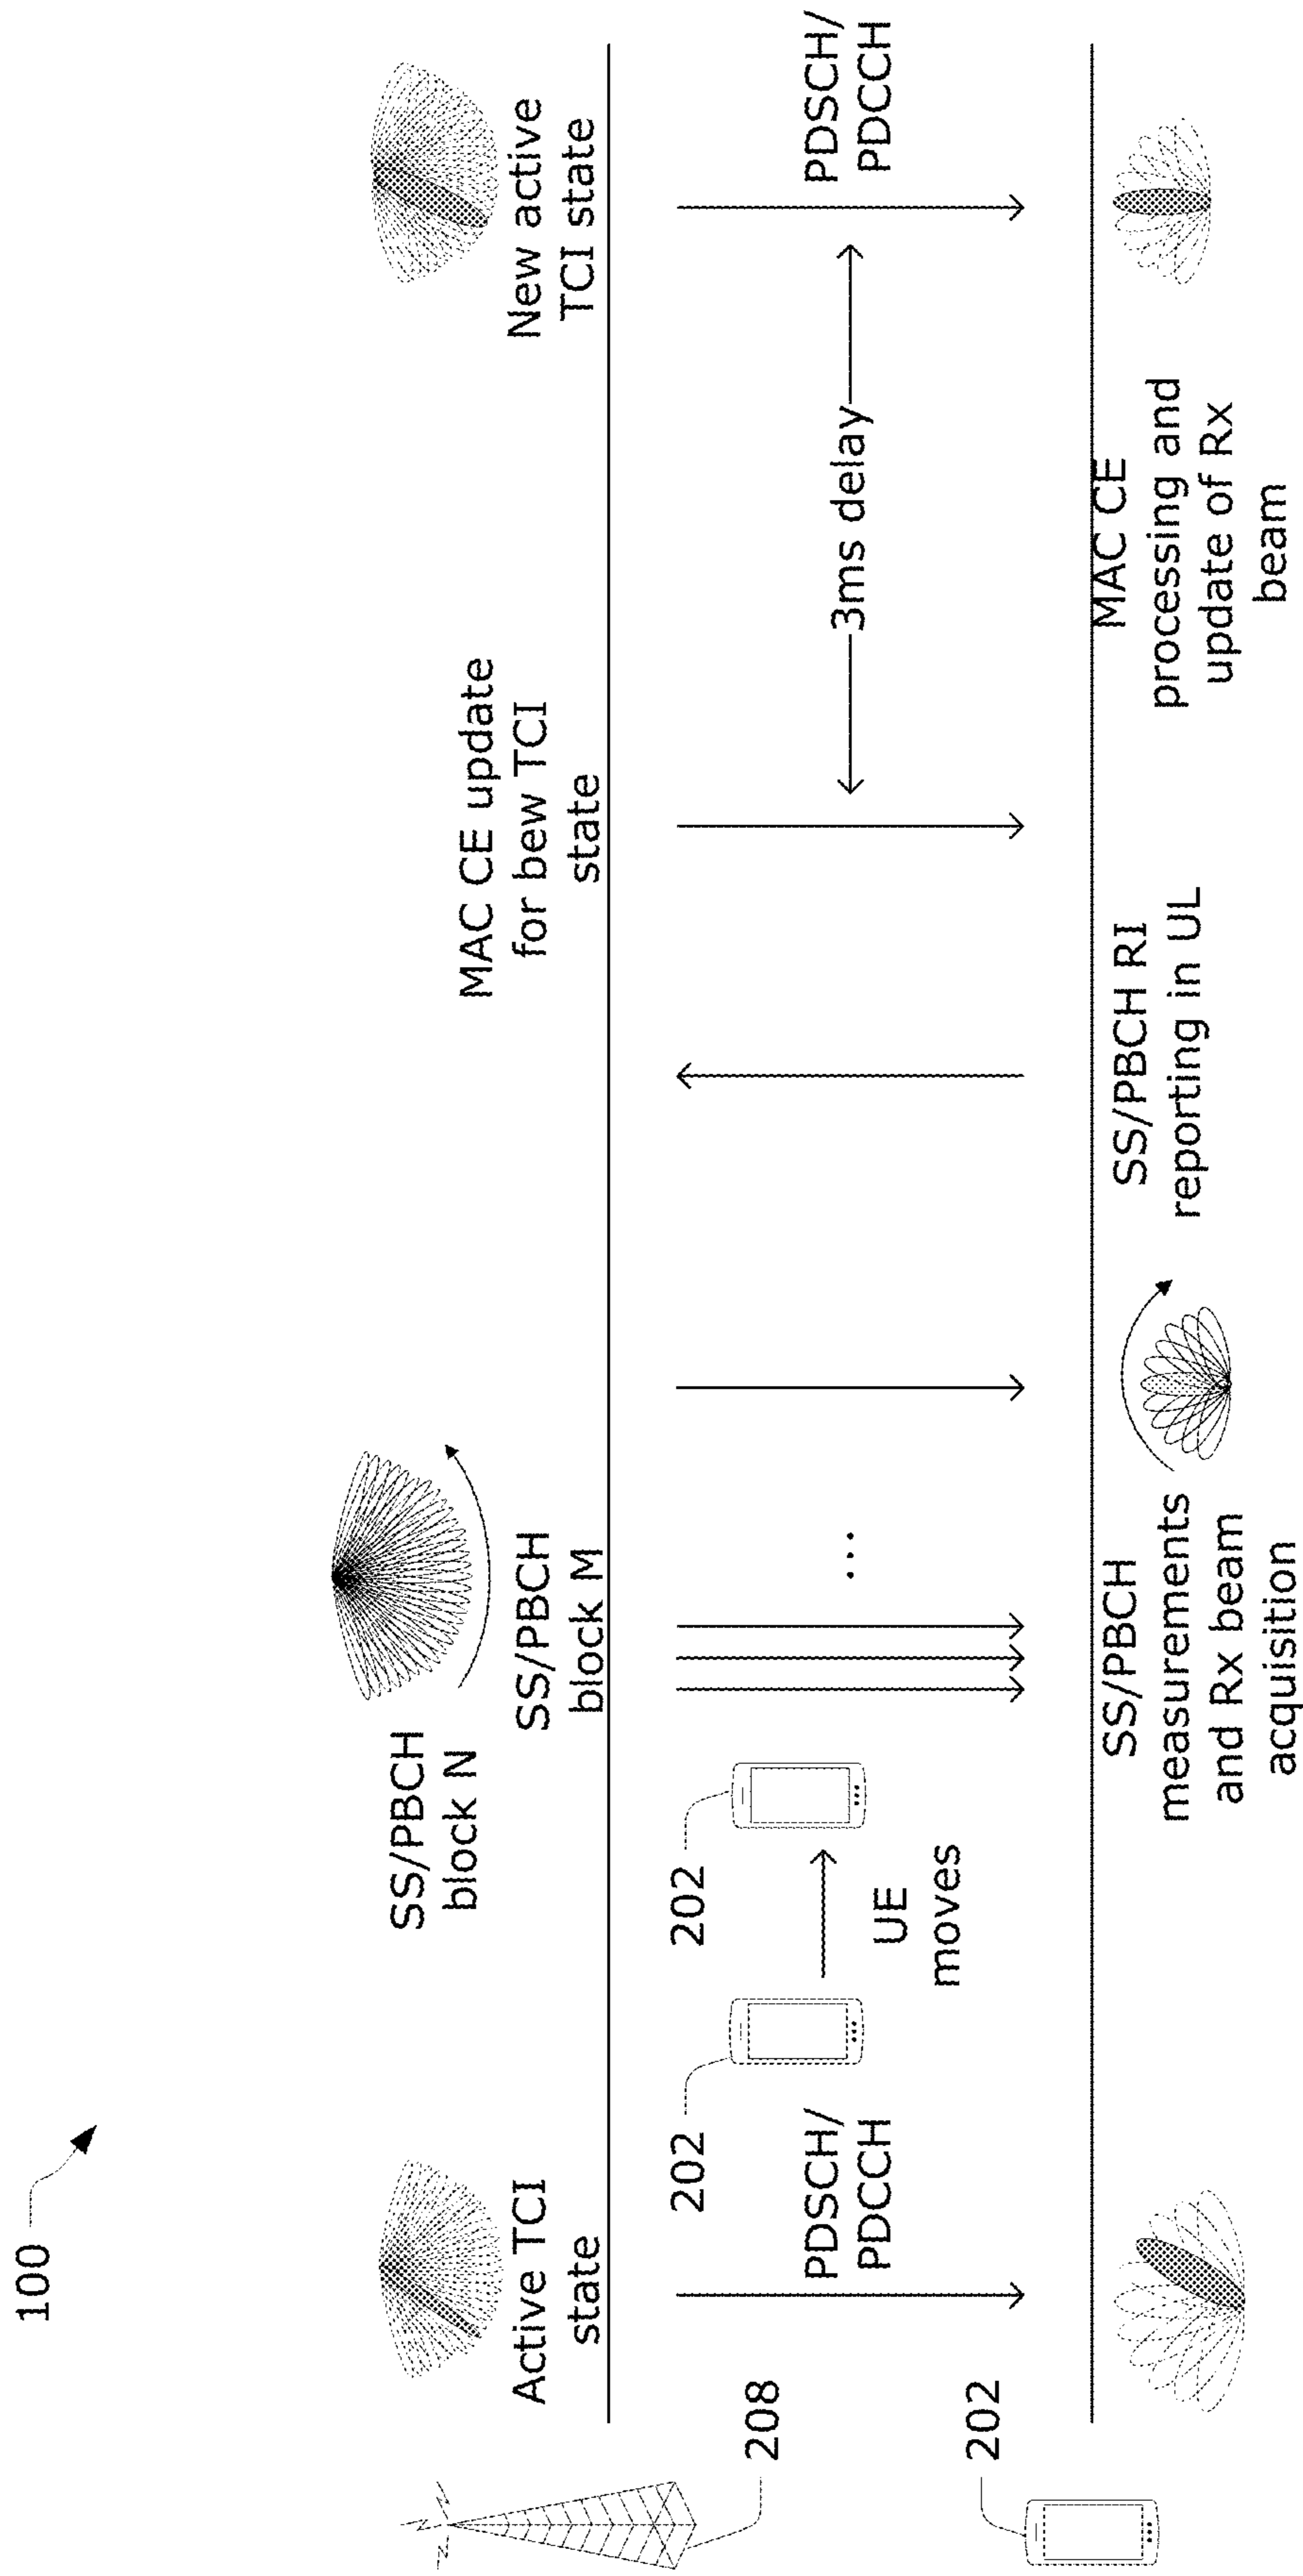 100
208
202
Active TCI
state
PDSCH/
PDCCH
202
202
UE
moves
SS/PBCH
block N
SS/PBCH
block M
...
SS/PBCH
measurements
and Rx beam
acquisition
SS/PBCH RI
reporting in UL
MAC CE update
for bew TCI
state
3ms delay
MAC CE
processing and
update of Rx
beam
New active
TCI state
PDSCH/
PDCCH